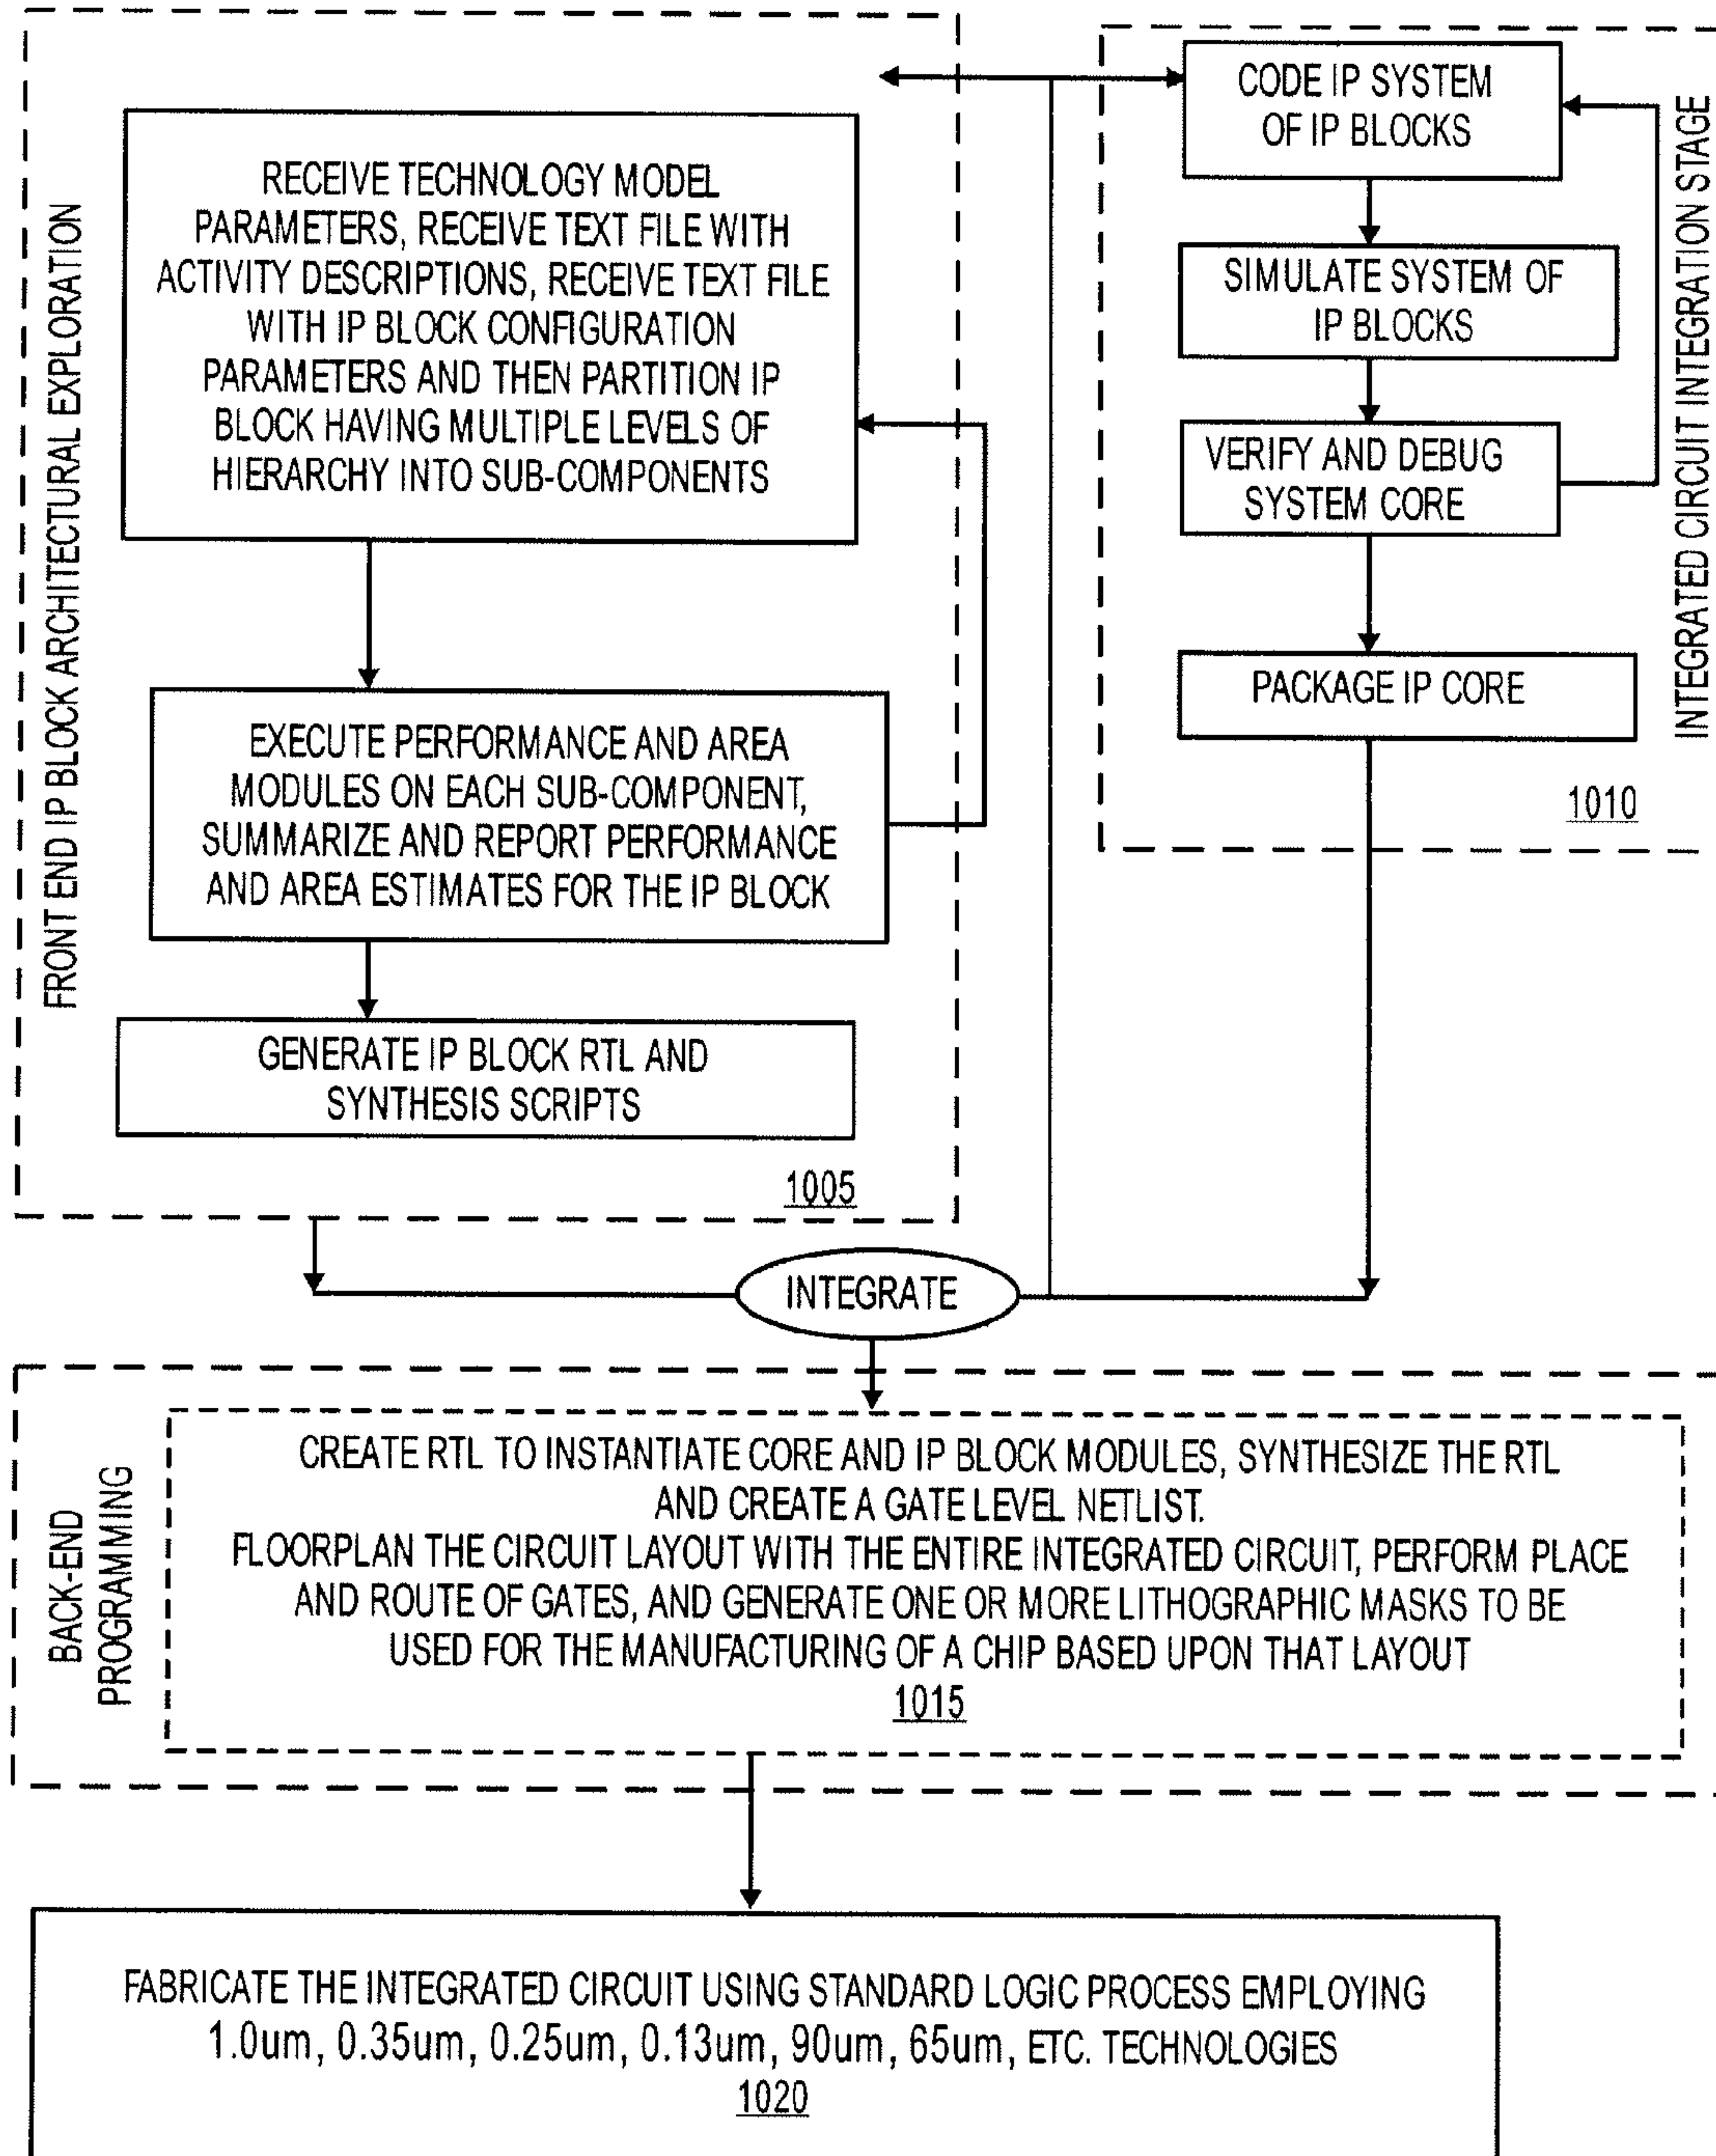 FRONT END IP BLOCK ARCHITECTURAL EXPLORATION
RECEIVE TECHNOLOGY MODEL
PARAMETERS, RECEIVE TEXT FILE WITH
ACTIVITY DESCRIPTIONS, RECEIVE TEXT FILE
WITH IP BLOCK CONFIGURATION
PARAMETERS AND THEN PARTITION IP
BLOCK HAVING MULTIPLE LEVELS OF
HIERARCHY INTO SUB-COMPONENTS
EXECUTE PERFORMANCE AND AREA
MODULES ON EACH SUB-COMPONENT,
SUMMARIZE AND REPORT PERFORMANCE
AND AREA ESTIMATES FOR THE IP BLOCK
GENERATE IP BLOCK RTL AND
SYNTHESIS SCRIPTS
1005
CODE IP SYSTEM
OF IP BLOCKS
SIMULATE SYSTEM OF
IP BLOCKS
VERIFY AND DEBUG
SYSTEM CORE
PACKAGE IP CORE
1010
INTEGRATED CIRCUIT INTEGRATION STAGE
INTEGRATE
BACK-END
PROGRAMMING
CREATE RTL TO INSTANTIATE CORE AND IP BLOCK MODULES, SYNTHESIZE THE RTL
AND CREATE A GATE LEVEL NETLIST.
FLOORPLAN THE CIRCUIT LAYOUT WITH THE ENTIRE INTEGRATED CIRCUIT, PERFORM PLACE
AND ROUTE OF GATES, AND GENERATE ONE OR MORE LITHOGRAPHIC MASKS TO BE
USED FOR THE MANUFACTURING OF A CHIP BASED UPON THAT LAYOUT
1015
FABRICATE THE INTEGRATED CIRCUIT USING STANDARD LOGIC PROCESS EMPLOYING
1.0um, 0.35um, 0.25um, 0.13um, 90um, 65um, ETC. TECHNOLOGIES
1020